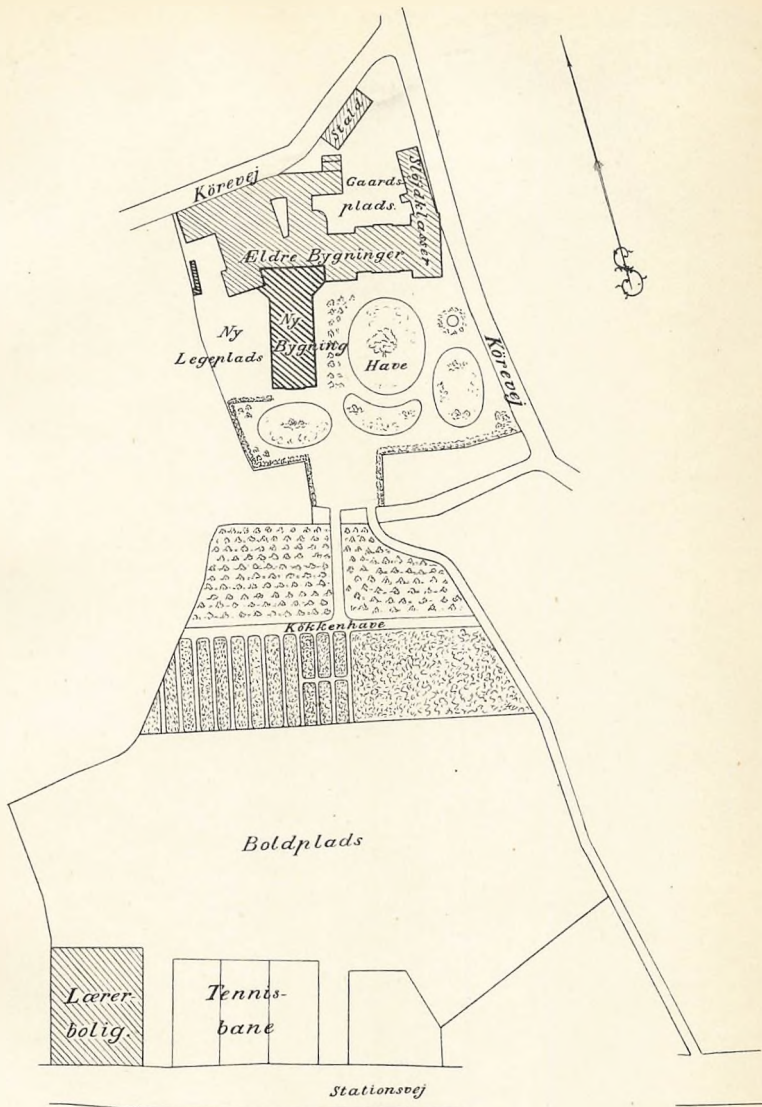 Stald
Körevej
Gaards-
plads.
Slöjdklasser
Ældre Bygninger
Ny
Bygning
Ny
Legeplads
Have
Körevej
Kökkenhave
Boldplads
Lærer-
bolig.
Tennis-
bane
Stationsvej